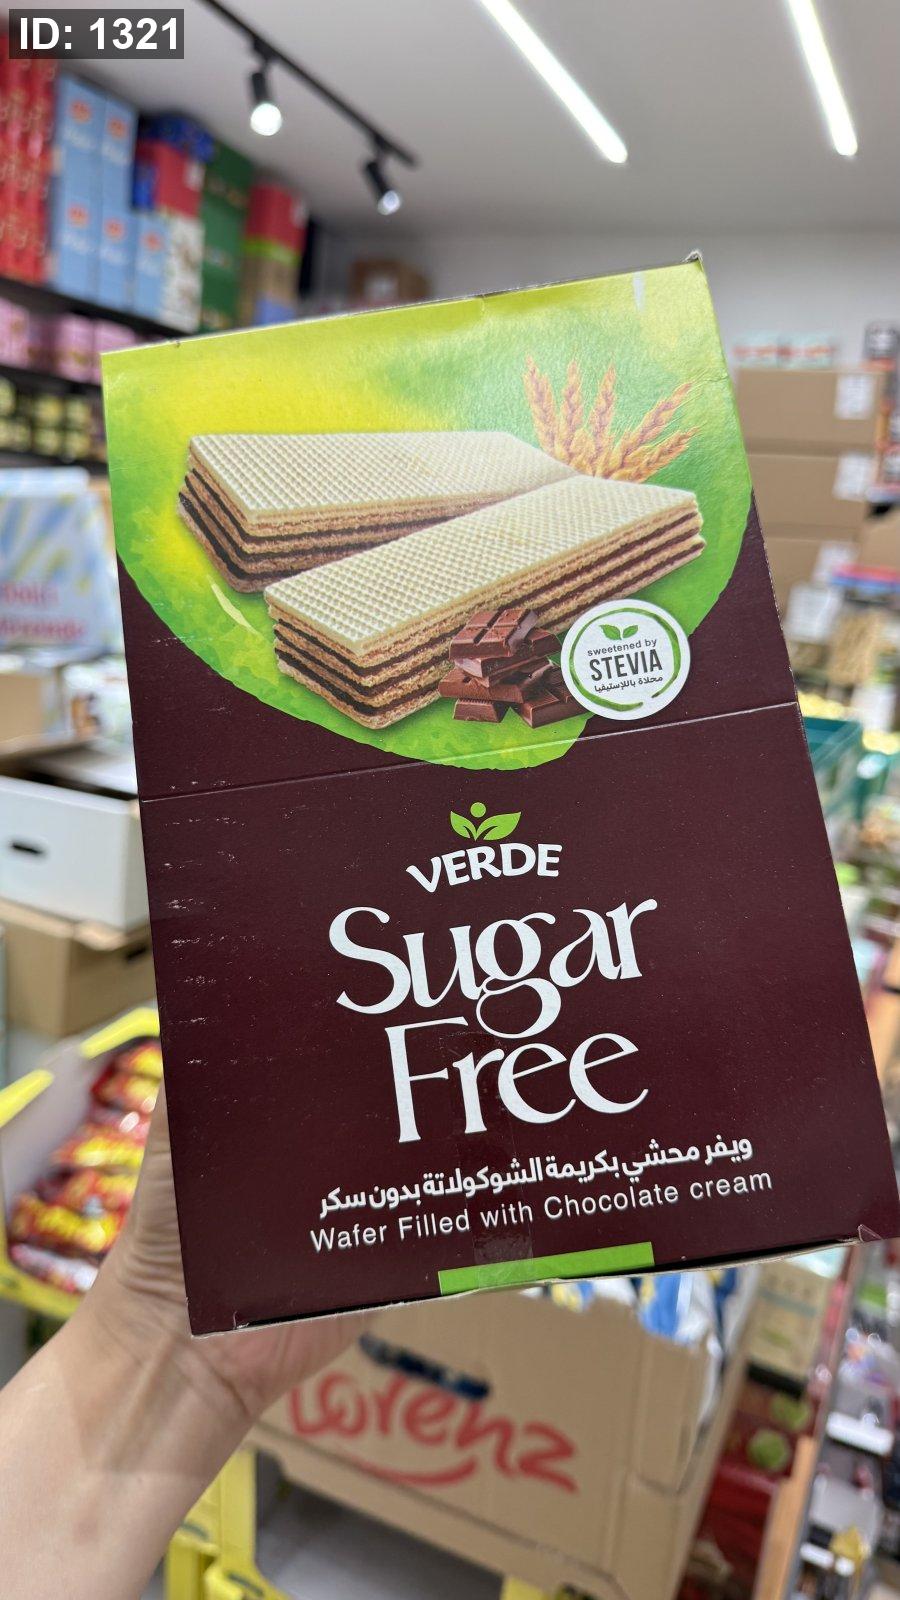 ID: 1321
sweetened by
STEVIA
محلاة بالإستيفيا
VERDE
Sugar
Free
ويفر محشي بكريمة الشوكولاتة بدون سكر
Wafer Filled with Chocolate cream
Lorenz